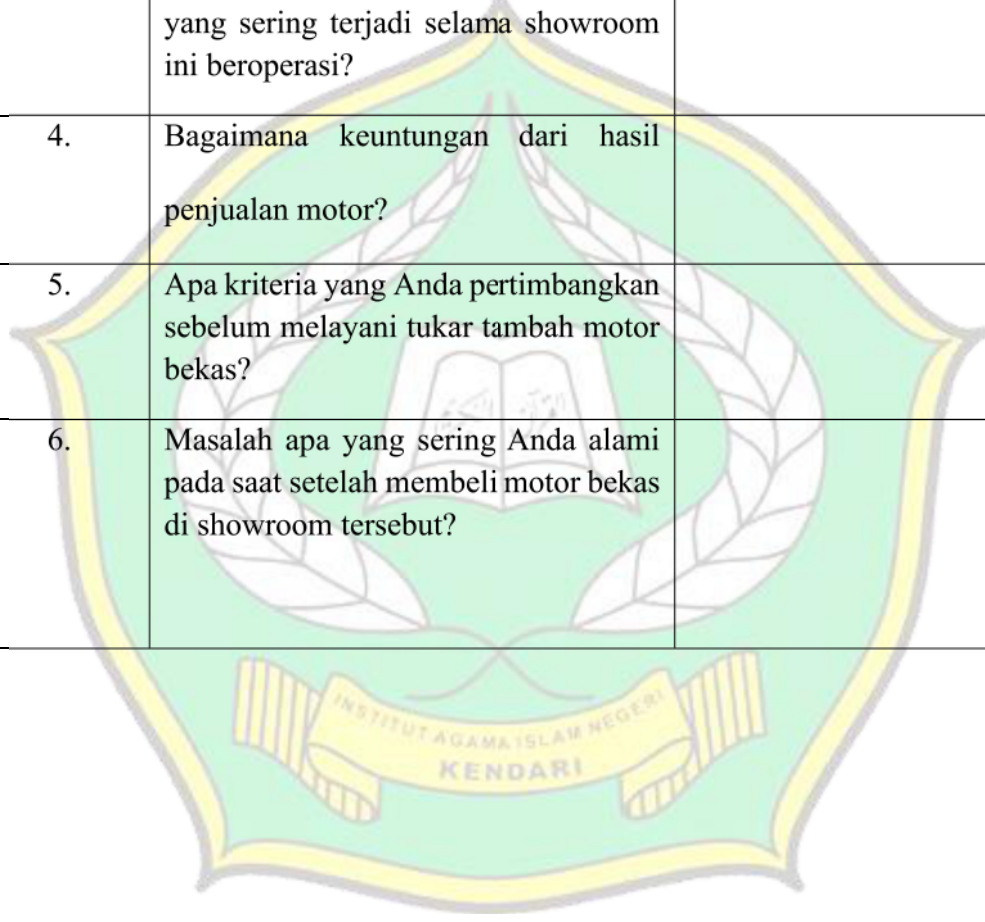 yang sering terjadi selama showroom
ini beroperasi?
4. Bagaimana keuntungan dari hasil
penjualan motor?
5. Apa kriteria yang Anda pertimbangkan
sebelum melayani tukar tambah motor
bekas?
6. Masalah apa yang sering Anda alami
pada saat setelah membeli motor bekas
di showroom tersebut?
INSTITUT AGAMA ISLAM NEGERI
KENDARI